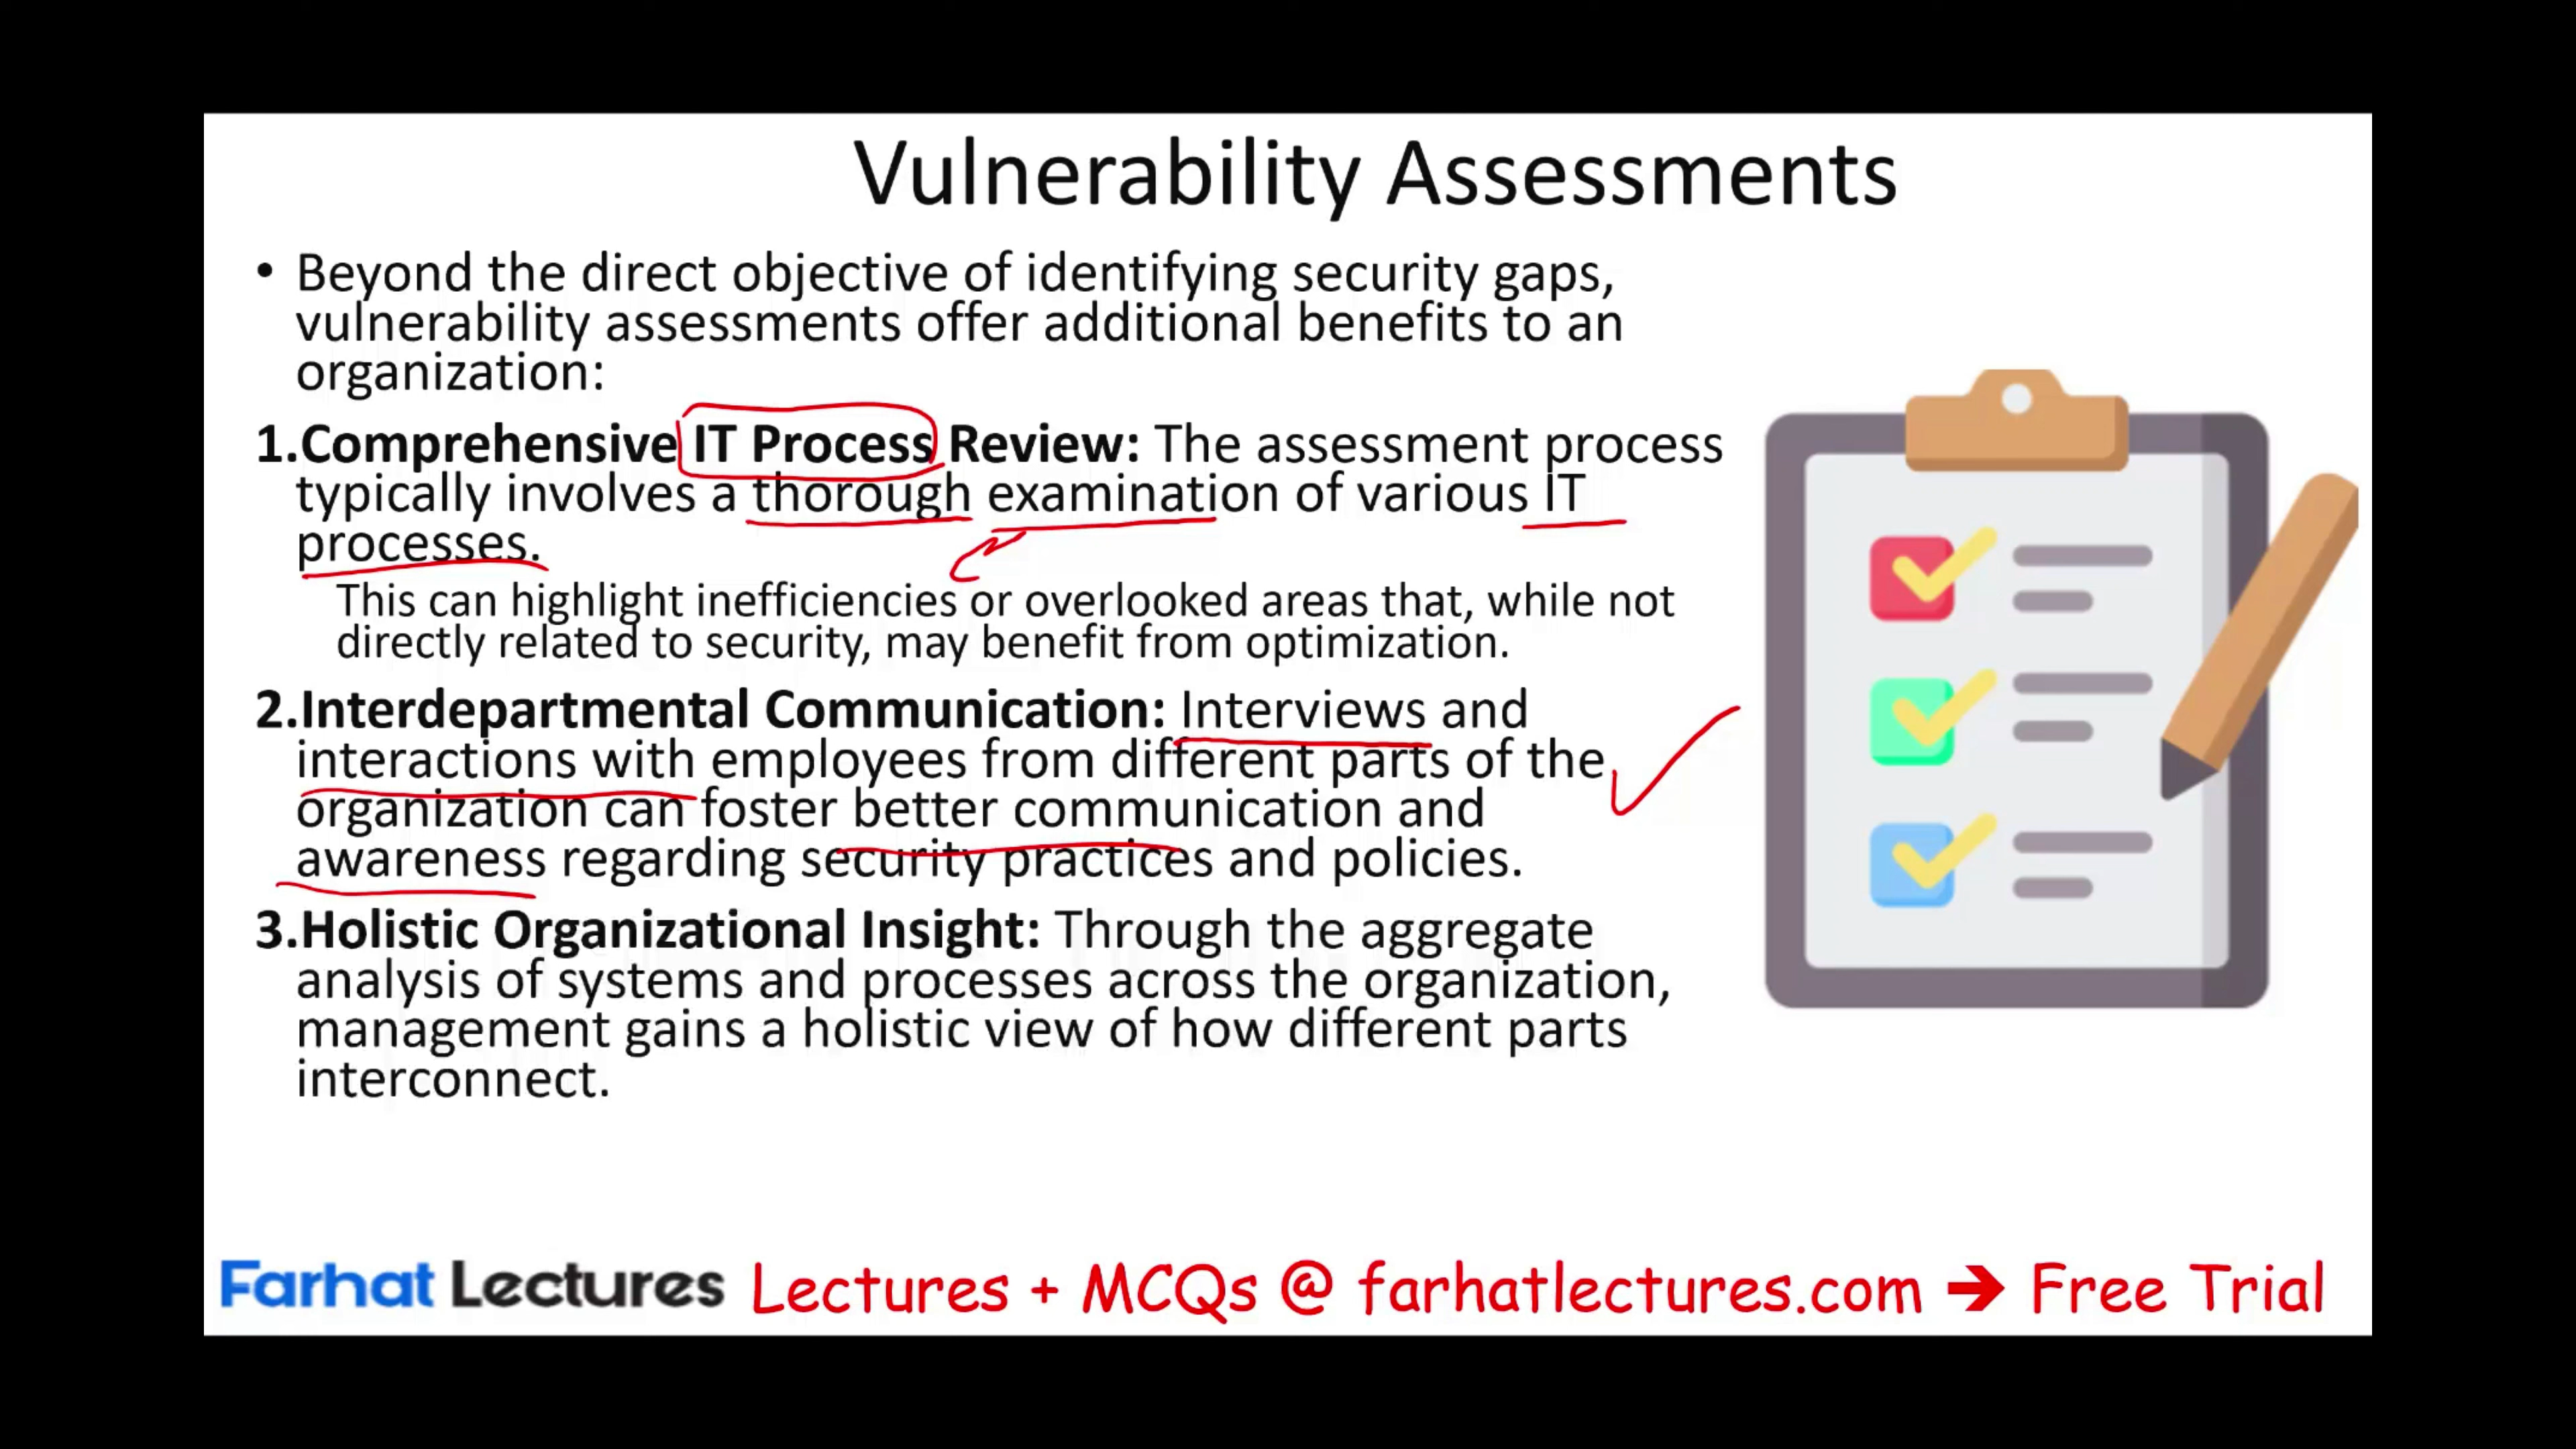 Vulnerability Assessments
• Beyond the direct objective of identifying security gaps,
vulnerability assessments offer additional benefits to an
organization:
1.Comprehensive IT Process Review: The assessment process
typically involves a thorough examination of various IT
processes.
This can highlight inefficiencies or overlooked areas that, while not
directly related to security, may benefit from optimization.
2.Interdepartmental Communication: Interviews and
interactions with employees from different parts of the
organization can foster better communication and
awareness regarding security practices and policies.
3.Holistic Organizational Insight: Through the aggregate
analysis of systems and processes across the organization,
management gains a holistic view of how different parts
interconnect.
Farhat Lectures Lectures + MCQs @ farhatlectures.com ➔ Free Trial